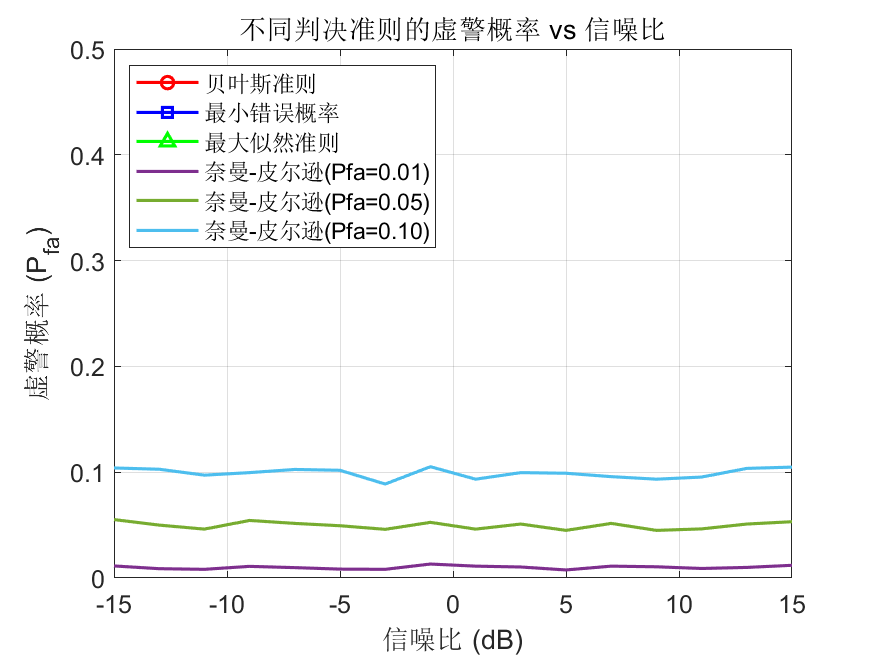 不同判决准则的虚警概率 vs 信噪比
虚警概率 (Pfa)
0.5
0.4
0.3
0.2
0.1
0
贝叶斯准则
最小错误概率
最大似然准则
奈曼-皮尔逊(Pfa=0.01)
奈曼-皮尔逊(Pfa=0.05)
奈曼-皮尔逊(Pfa=0.10)
-15
-10
-5
0
5
10
15
信噪比 (dB)